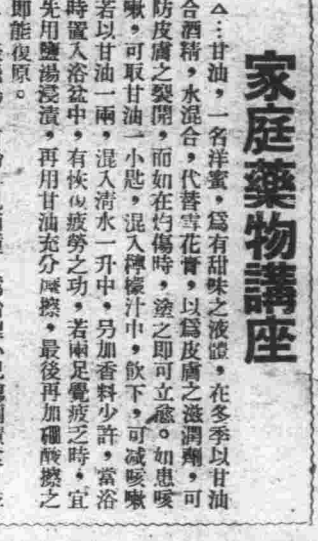 家庭藥物講座
△…甘油，一名洋蜜，爲有甜味之液體，在冬季以甘油
合酒精，水混合，代替雪花膏，以爲皮膚之滋潤劑，可
防皮膚之裂開，而如在灼傷時，塗之即可立愈。如患咳
嗽，可取甘油一小匙，混入檸檬汁中，飲下，可減咳嗽
若以甘油一兩，混入清水一升中，另加香料少許，當浴
時置入浴盆中，有恢復疲勞之功，若兩足覺疲乏時，宜
先用鹽湯浸漬，再用甘油充分摩擦，最後再加硼酸擦之
即能復原。